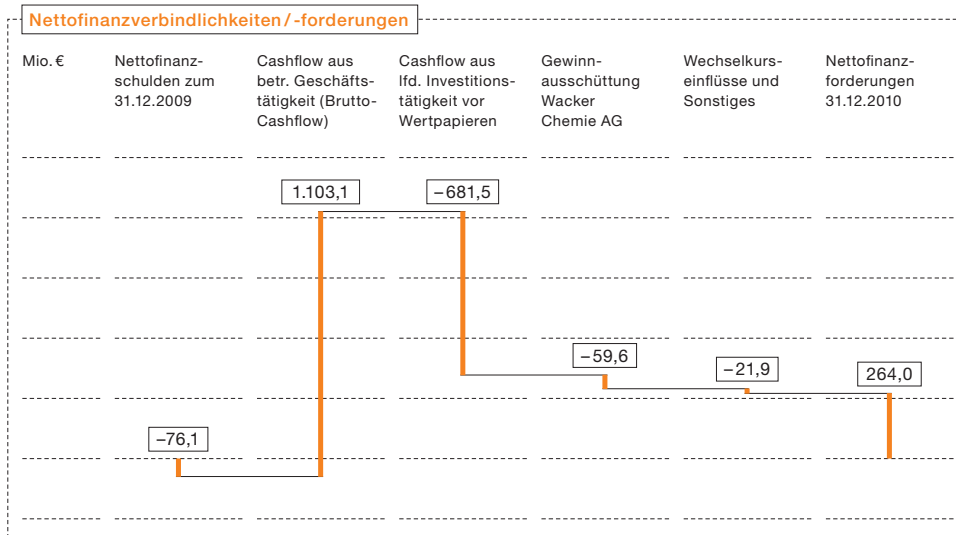 Nettofinanzverbindlichkeiten / -forderungen
Mio. €
Nettofinanz-
schulden zum
31.12.2009
Cashflow aus
betr. Geschäfts-
tätigkeit (Brutto-
Cashflow)
Cashflow aus
lfd. Investitions-
tätigkeit vor
Wertpapieren
Gewinn-
ausschüttung
Wacker
Chemie AG
Wechselkurs-
einflüsse und
Sonstiges
Nettofinanz-
forderungen
31.12.2010
1.103,1
–681,5
–59,6
–21,9
264,0
–76,1